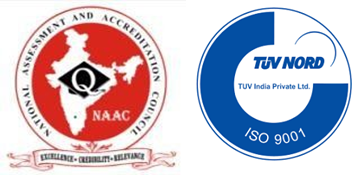 NATIONAL ASSESSMENT AND ACCREDITATION COUNCIL
Q
NAAC
EXCELLENCE • CREDIBILITY • RELEVANCE
TÜV NORD
TUV India Private Ltd.
ISO 9001